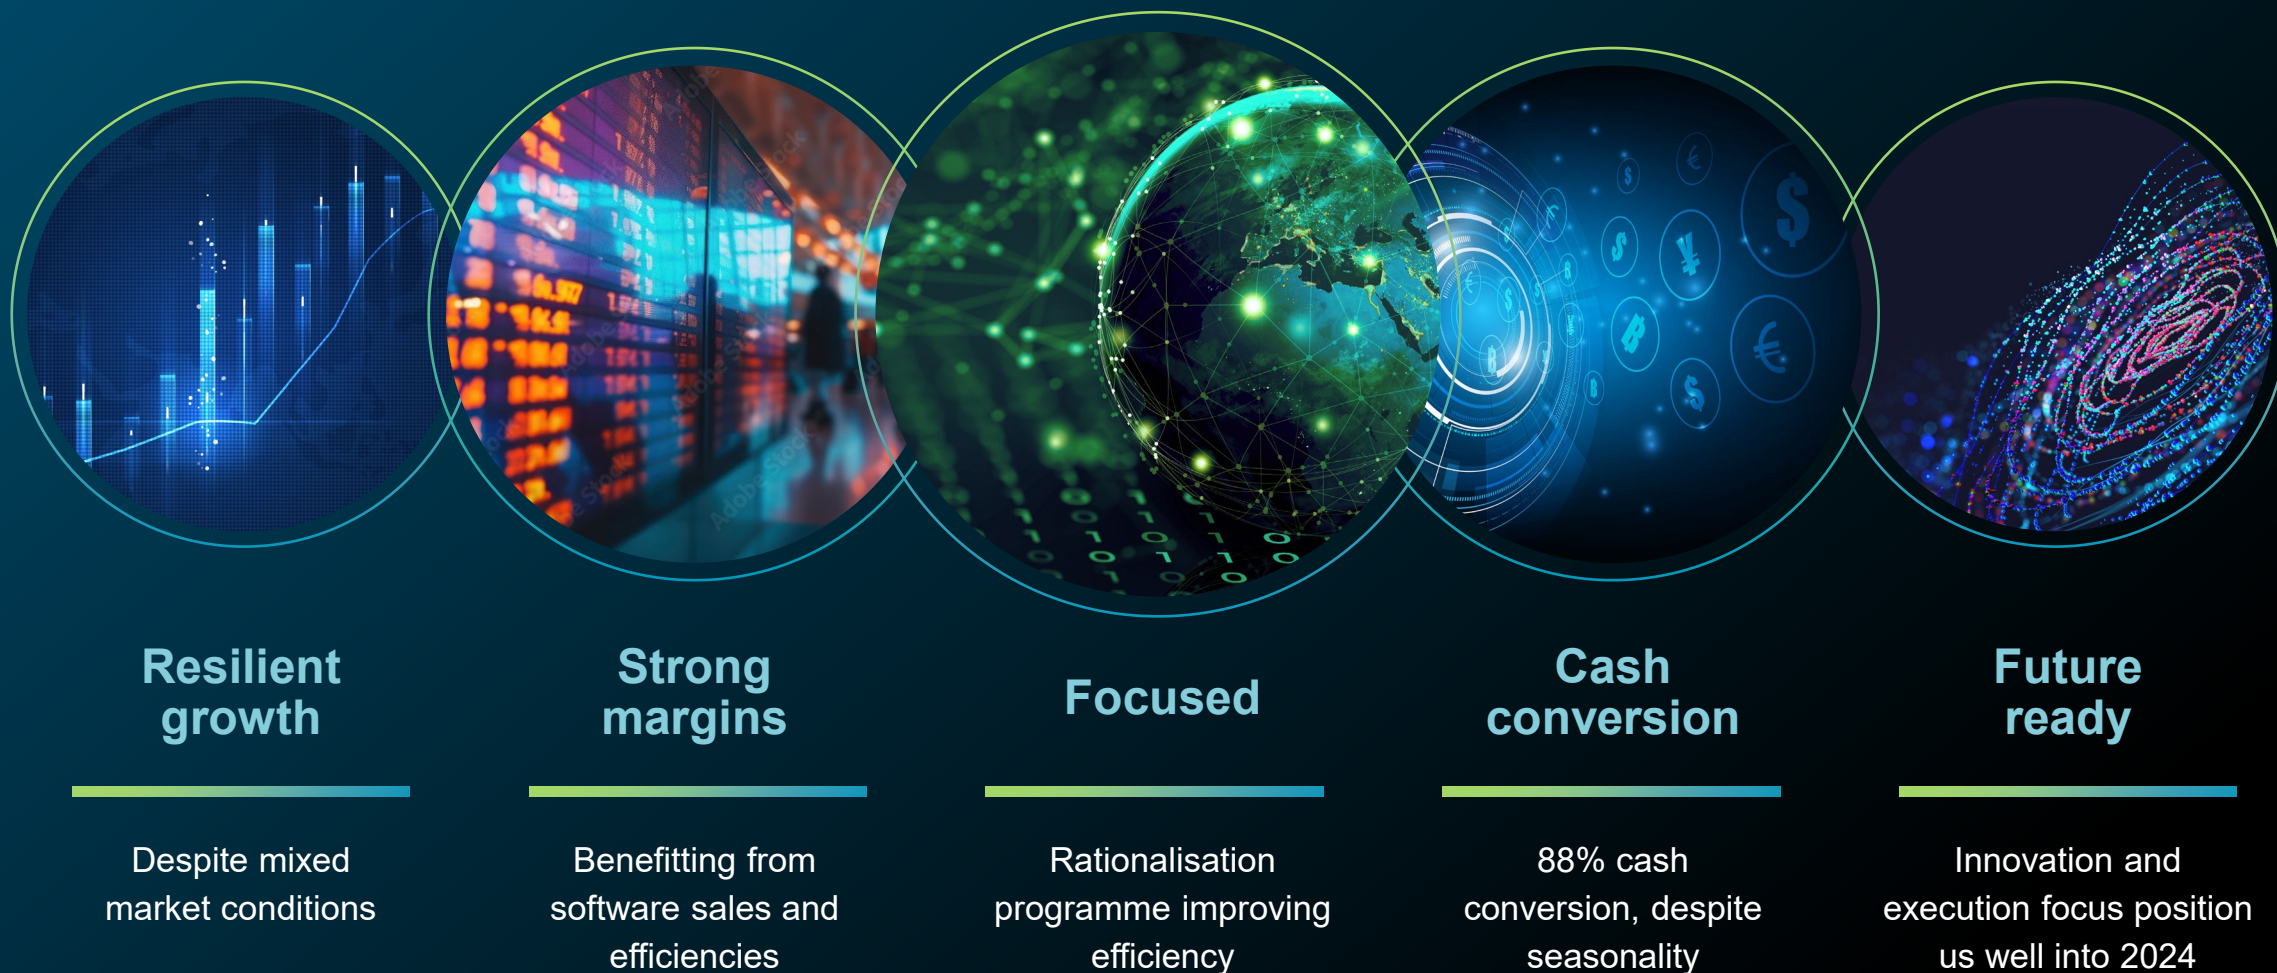 Resilient
growth
Despite mixed
market conditions
Strong
margins
Benefitting from
software sales and
efficiencies
Focused
Rationalisation
programme improving
efficiency
Cash
conversion
88% cash
conversion, despite
seasonality
Future
ready
Innovation and
execution focus position
us well into 2024